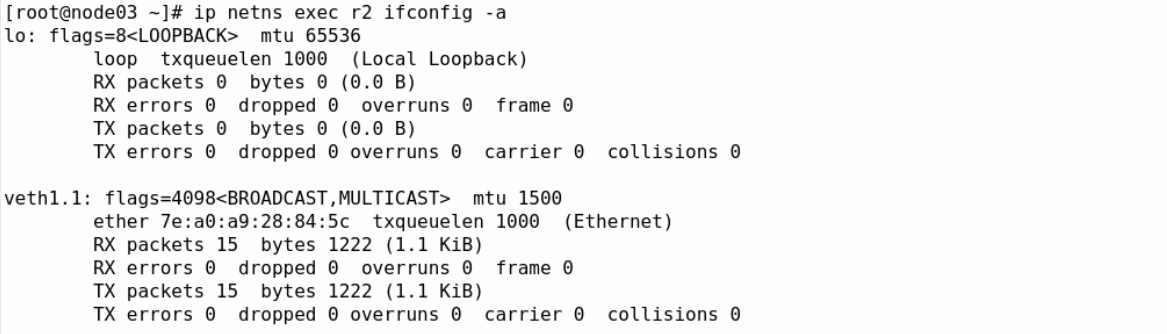 [root@node03 ~]# ip netns exec r2 ifconfig -a
lo: flags=8<LOOPBACK>  mtu 65536
        loop  txqueuelen 1000  (Local Loopback)
        RX packets 0  bytes 0 (0.0 B)
        RX errors 0  dropped 0  overruns 0  frame 0
        TX packets 0  bytes 0 (0.0 B)
        TX errors 0  dropped 0 overruns 0  carrier 0  collisions 0

veth1.1: flags=4098<BROADCAST,MULTICAST>  mtu 1500
        ether 7e:a0:a9:28:84:5c  txqueuelen 1000  (Ethernet)
        RX packets 15  bytes 1222 (1.1 KiB)
        RX errors 0  dropped 0  overruns 0  frame 0
        TX packets 15  bytes 1222 (1.1 KiB)
        TX errors 0  dropped 0 overruns 0  carrier 0  collisions 0